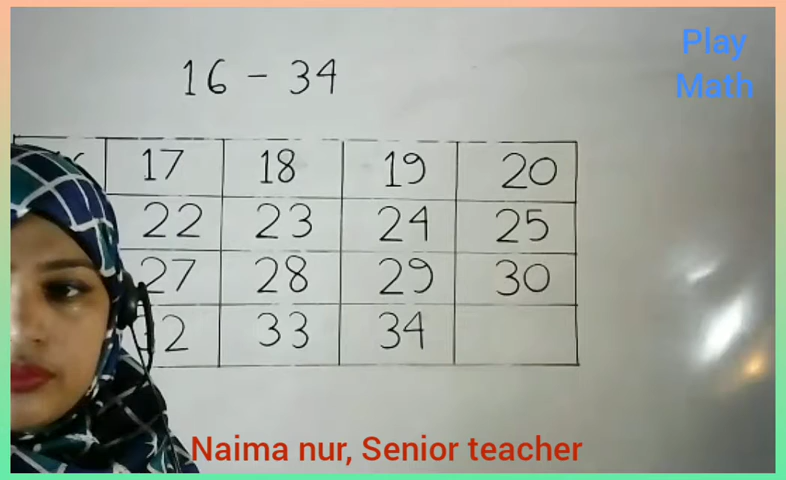 Play
Math
16 - 34
17 18 19 20
22 23 24 25
27 28 29 30
33 34
Naima nur, Senior teacher